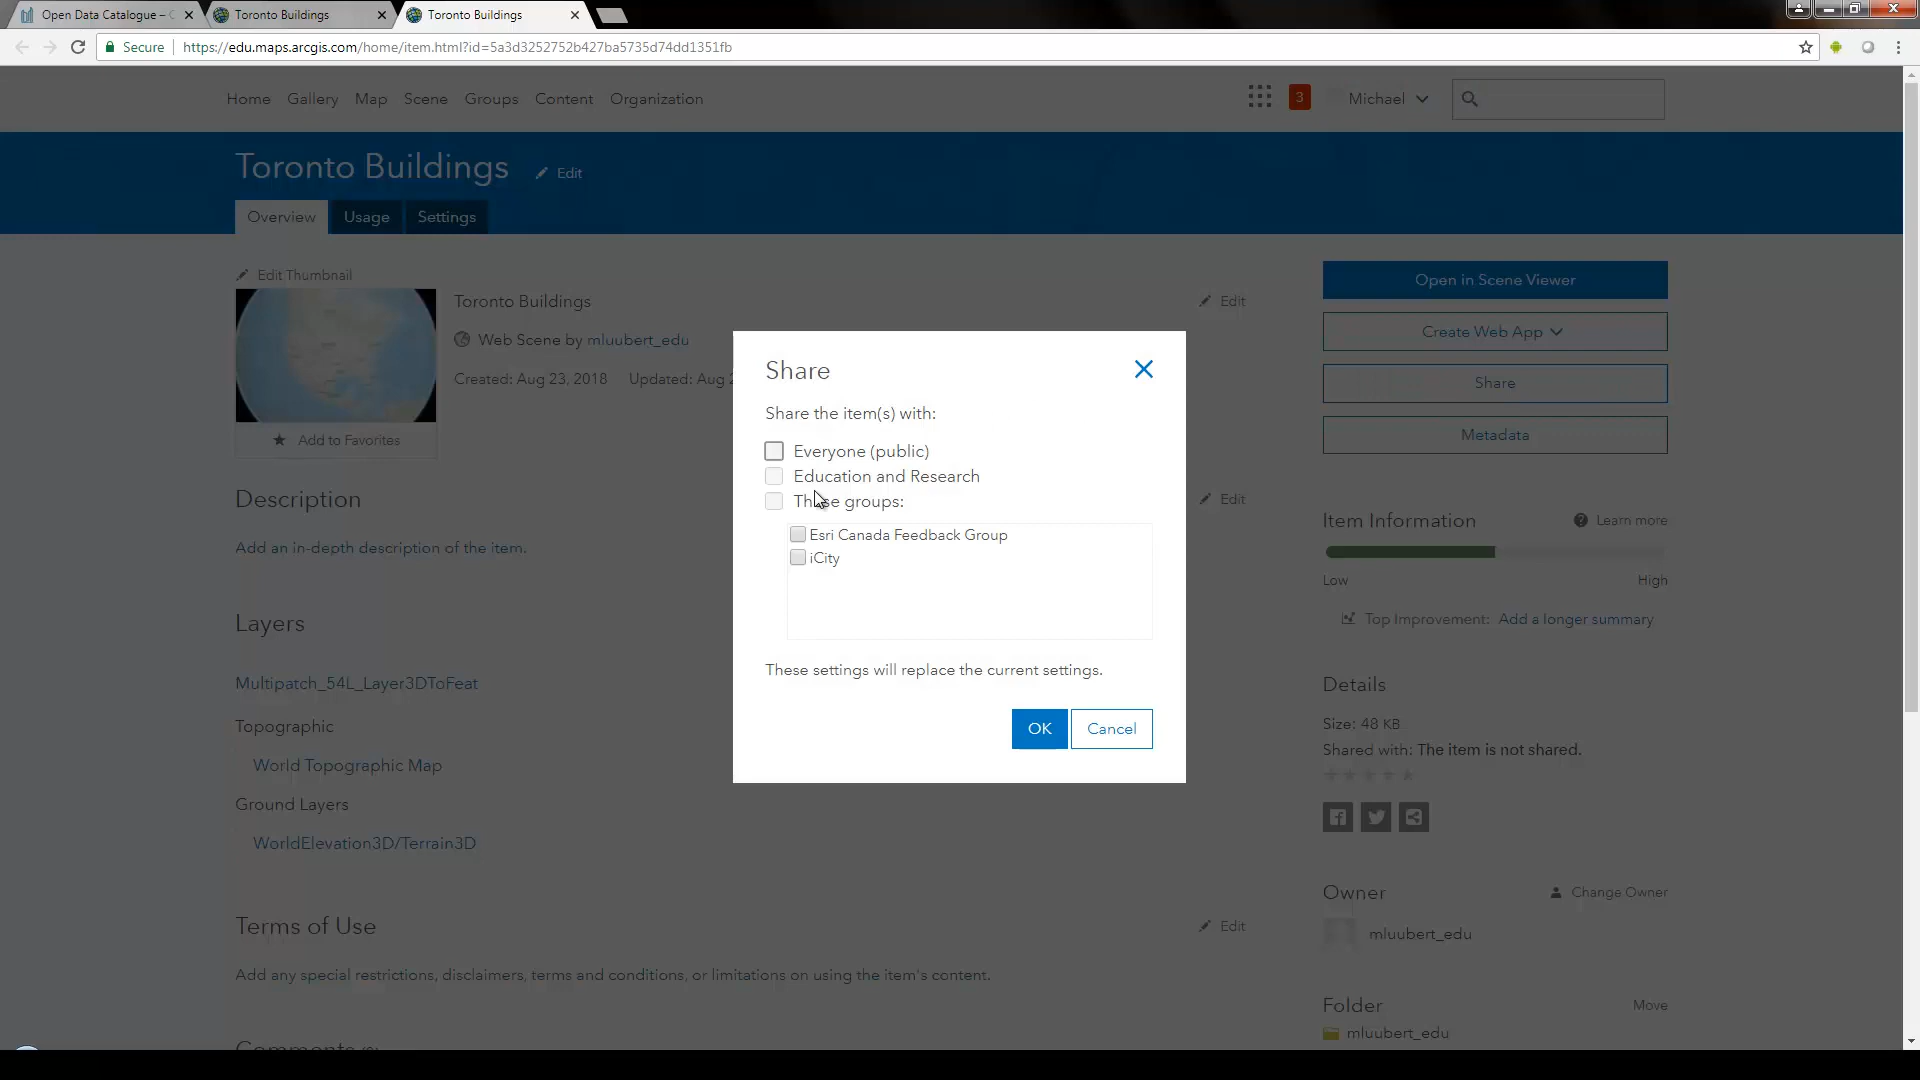 Open Data Catalogue – C
Toronto Buildings
Toronto Buildings
Secure
https://edu.maps.arcgis.com/home/item.html?id=5a3d3252752b427ba5735d74dd1351fb
Home Gallery Map Scene Groups Content Organization
3
Michael
Toronto Buildings
Edit
Overview Usage Settings
Edit Thumbnail
Toronto Buildings
Edit
Web Scene by mluubert_edu
Created: Aug 23, 2018 Updated: Aug 2
Add to Favorites
Open in Scene Viewer
Create Web App
Share
Metadata
Share
Share the item(s) with:
Everyone (public)
Education and Research
These groups:
Esri Canada Feedback Group
iCity
These settings will replace the current settings.
OK
Cancel
Description
Edit
Add an in-depth description of the item.
Layers
Multipatch_54L_Layer3DToFeat
Topographic
World Topographic Map
Ground Layers
WorldElevation3D/Terrain3D
Terms of Use
Edit
Add any special restrictions, disclaimers, terms and conditions, or limitations on using the item's content.
Item Information
Learn more
Low
High
Top Improvement: Add a longer summary
Details
Size: 48 KB
Shared with: The item is not shared.
Owner
Change Owner
mluubert_edu
Folder
Move
mluubert_edu